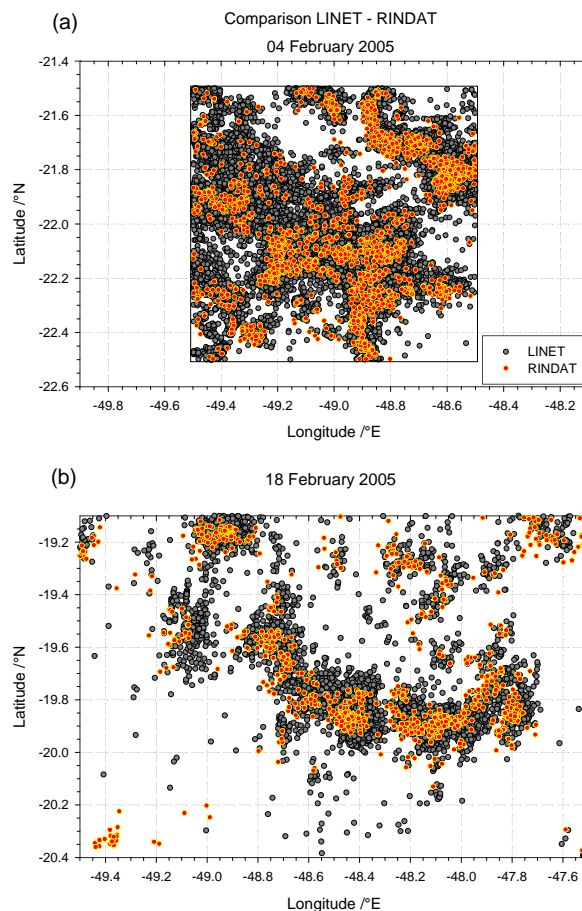 (a)
Comparison LINET - RINDAT
04 February 2005
-21.4
-21.6
-21.8
-22.0
-22.2
-22.4
-22.6
Latitude /°N
LINET
RINDAT
-49.8 -49.6 -49.4 -49.2 -49.0 -48.8 -48.6 -48.4 -48.2
Longitude /°E
(b)
18 February 2005
-19.2
-19.4
-19.6
-19.8
-20.0
-20.2
-20.4
Latitude /°N
-49.4 -49.2 -49.0 -48.8 -48.6 -48.4 -48.2 -48.0 -47.8 -47.6
Longitude /°E